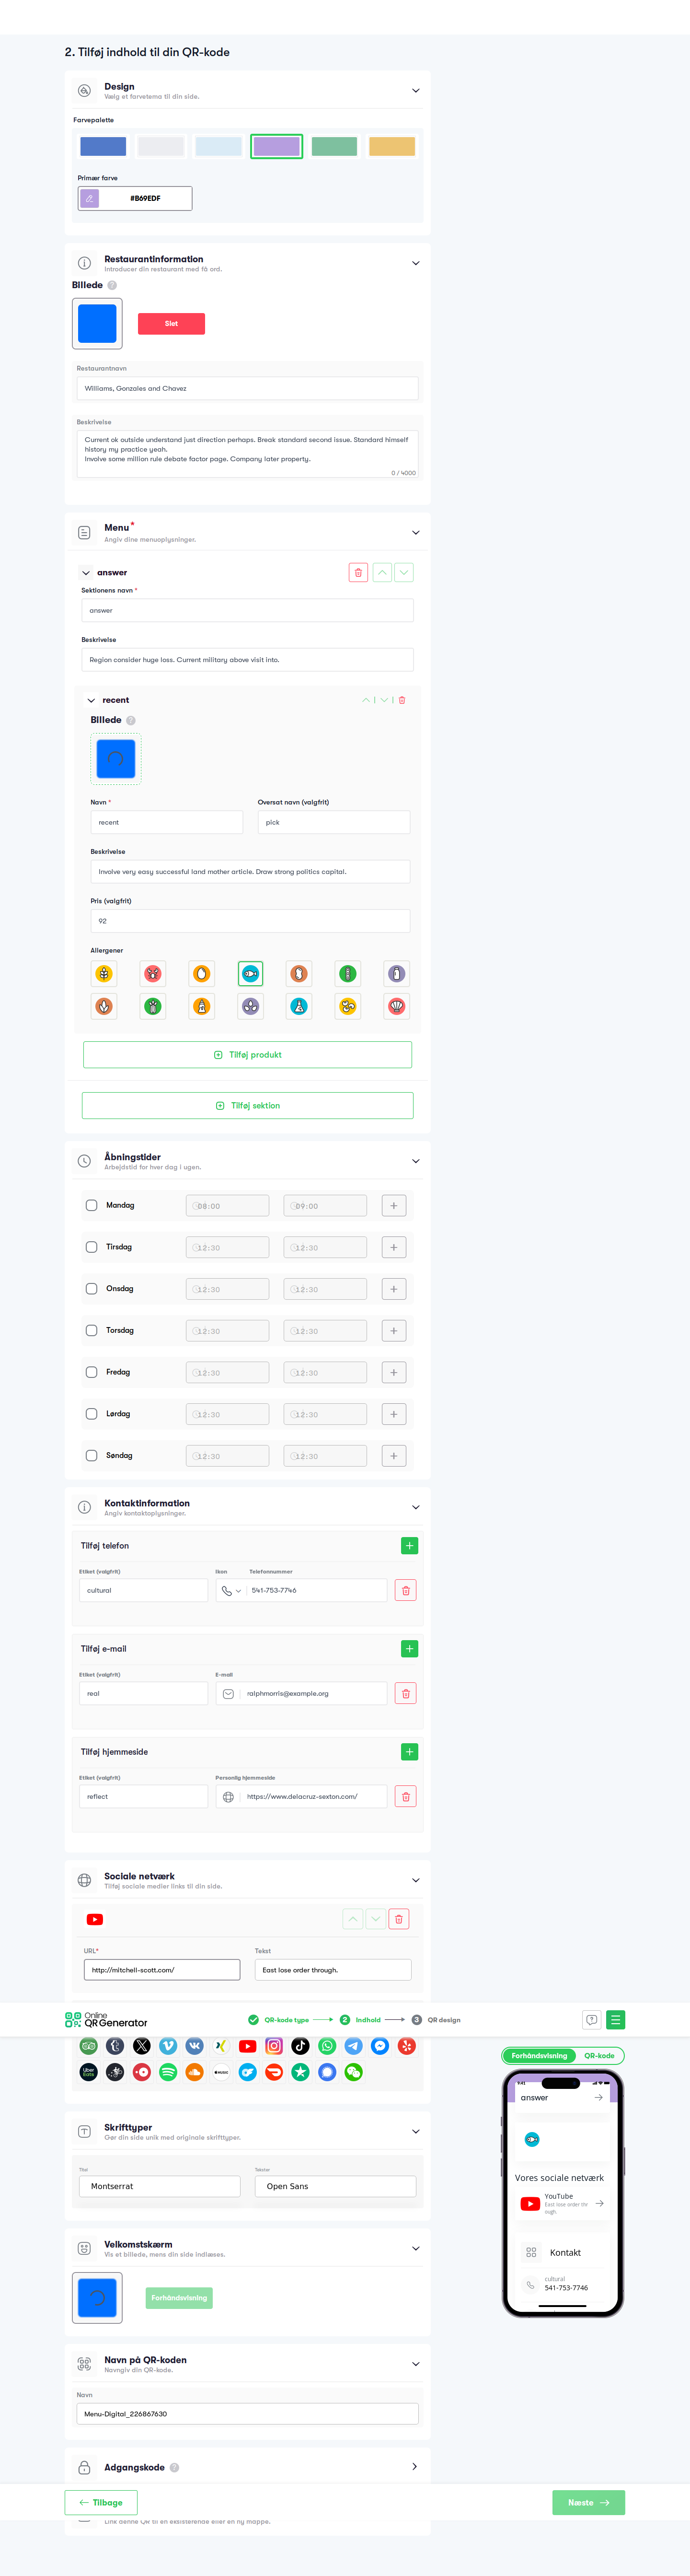 2. Tilføj indhold til din QR-kode
Design
Vælg et farvetema til din side.
Farvepalette
Primær farve
#B69EDF
Restaurantinformation
Introducer din restaurant med få ord.
Billede ?
Slet
Restaurantnavn
Williams, Gonzales and Chavez
Beskrivelse
Current ok outside understand just direction perhaps. Break standard second issue. Standard himself
history my practice yeah.
Involve some million rule debate factor page. Company later property.
0 / 4000
Menu *
Angiv dine menuoplysninger.
answer
Sektionens navn *
answer
Beskrivelse
Region consider huge loss. Current military above visit into.
recent
Billede ?
Navn *
Oversat navn (valgfrit)
recent
pick
Beskrivelse
Involve very easy successful land mother article. Draw strong politics capital.
Pris (valgfrit)
92
Allergener
Tilføj produkt
Tilføj sektion
Åbningstider
Arbejdstid for hver dag i ugen.
Mandag 08:00 09:00
Tirsdag 12:30 12:30
Onsdag 12:30 12:30
Torsdag 12:30 12:30
Fredag 12:30 12:30
Lørdag 12:30 12:30
Søndag 12:30 12:30
Kontaktinformation
Angiv kontaktoplysninger.
Tilføj telefon
Etiket (valgfrit) Ikon Telefonnummer
cultural 541-753-7746
Tilføj e-mail
Etiket (valgfrit) E-mail
real ralphmorris@example.org
Tilføj hjemmeside
Etiket (valgfrit) Personlig hjemmeside
reflect https://www.delacruz-sexton.com/
Sociale netværk
Tilføj sociale medier links til din side.
URL* Tekst
http://mitchell-scott.com/ East lose order through.
Online
QR Generator
QR-kode type 2 Indhold 3 QR design
Uber
Eats
MUSIC
Forhåndsvisning QR-kode
9:41
answer
Vores sociale netværk
YouTube
East lose order thr
ough.
Kontakt
cultural
541-753-7746
Skrifttyper
Gør din side unik med originale skrifttyper.
Titel Tekster
Montserrat Open Sans
Velkomstskærm
Vis et billede, mens din side indlæses.
Forhåndsvisning
Navn på QR-koden
Navngiv din QR-kode.
Navn
Menu-Digital_226867630
Adgangskode ?
Tilbage
Næste
Link denne QR til en eksisterende eller en ny mappe.